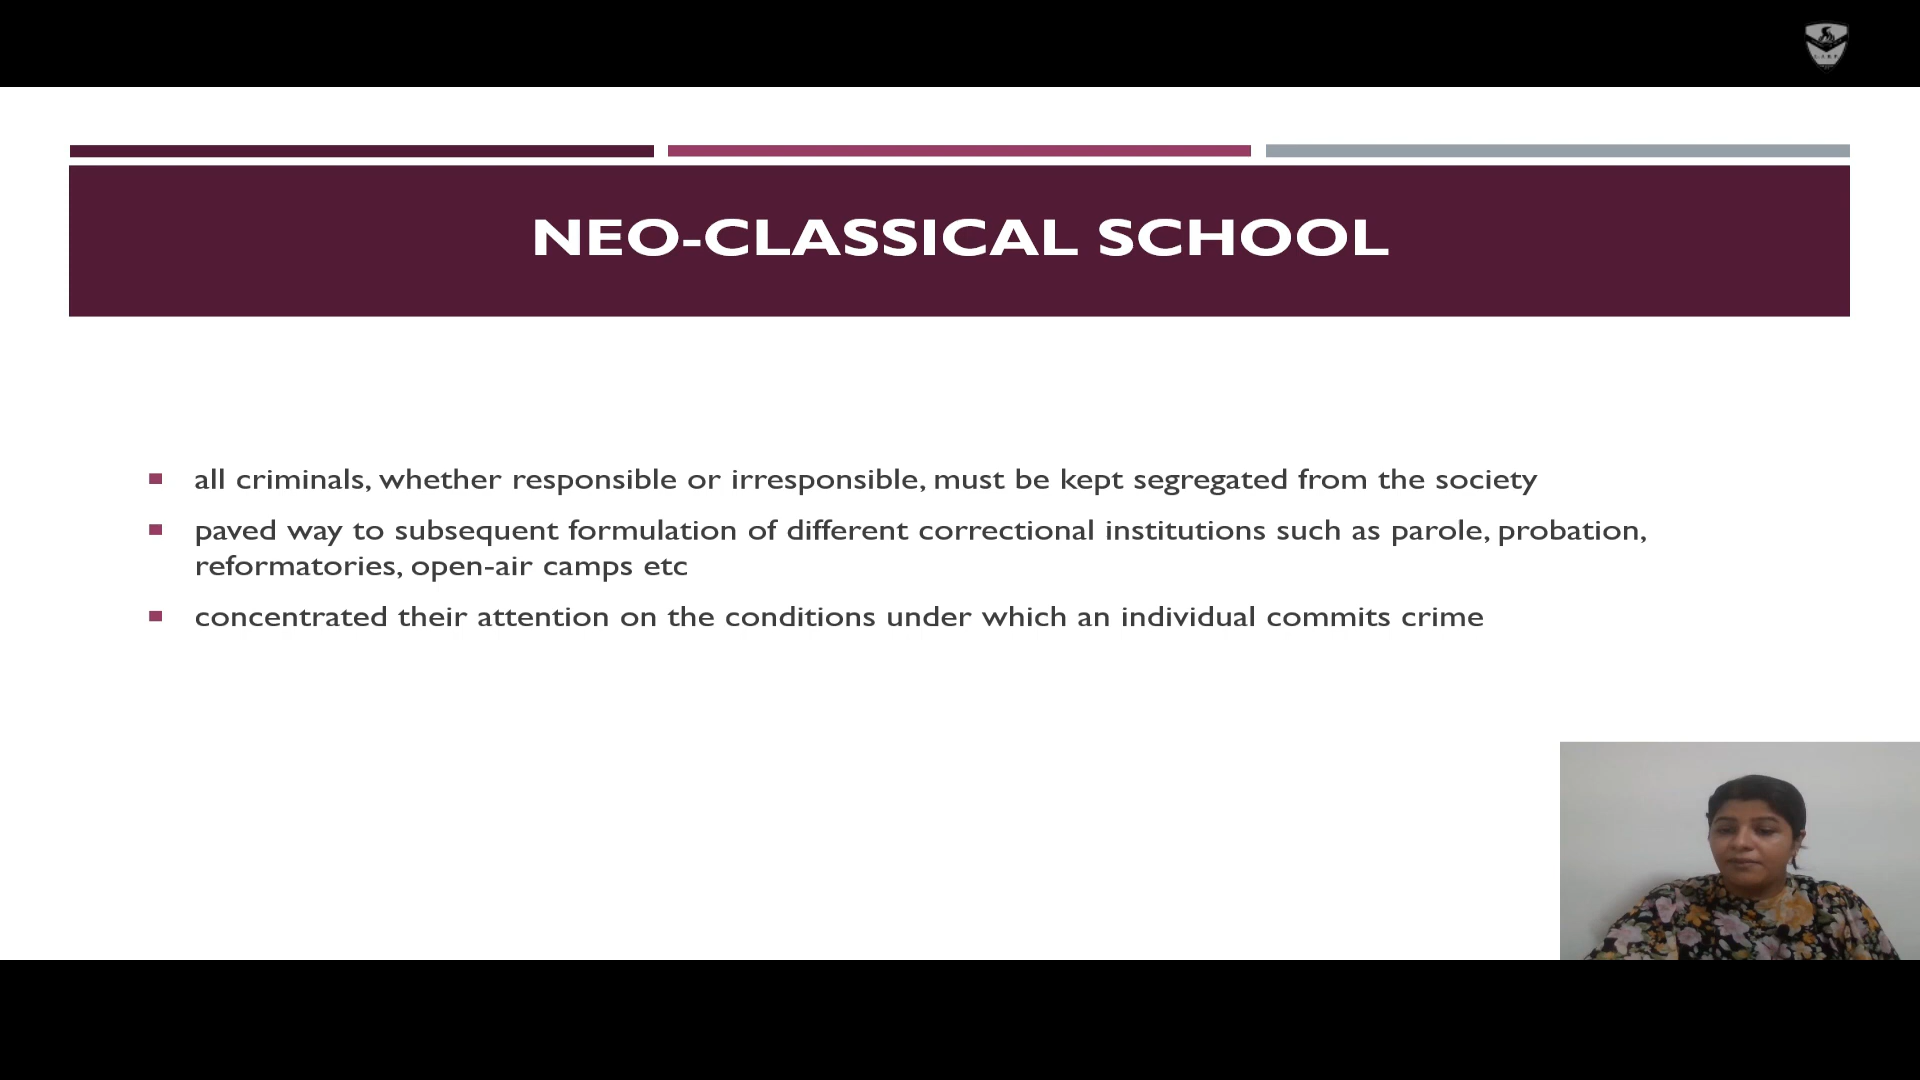 NEO-CLASSICAL SCHOOL
all criminals, whether responsible or irresponsible, must be kept segregated from the society
paved way to subsequent formulation of different correctional institutions such as parole, probation,
reformatories, open-air camps etc
concentrated their attention on the conditions under which an individual commits crime